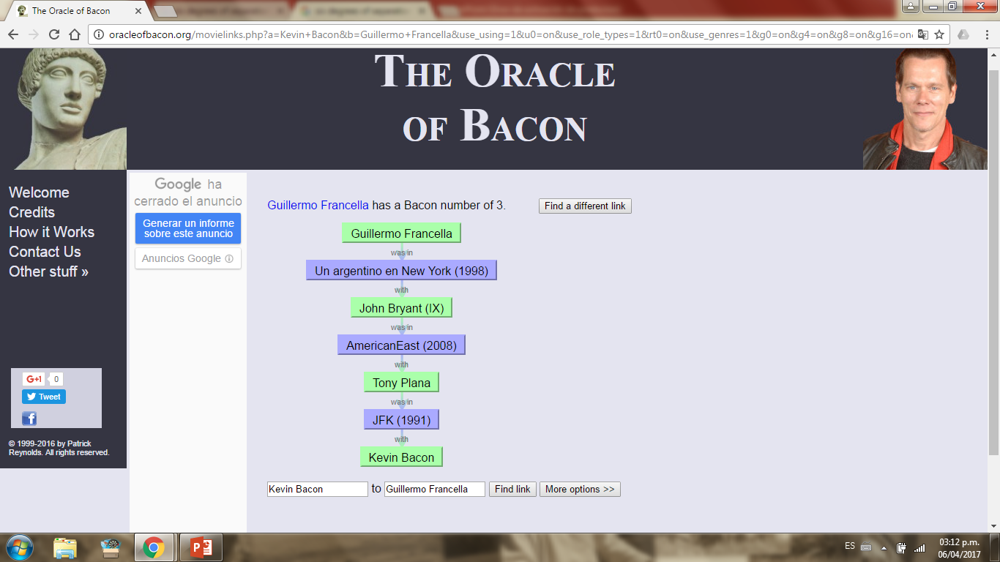 The Oracle of Bacon
oracleofbacon.org/movielinks.php?a=Kevin+Bacon&b=Guillermo+Francella&use_using=1&u0=on&use_role_types=1&rt0=on&use_genres=1&g0=on&g4=on&g8=on&g16=on
THE ORACLE
OF BACON
Welcome
Credits
How it Works
Contact Us
Other stuff »
G+1 0
Tweet
f
© 1999-2016 by Patrick
Reynolds. All rights reserved.
Google ha
cerrado el anuncio
Generar un informe
sobre este anuncio
Anuncios Google
Guillermo Francella has a Bacon number of 3. Find a different link
Guillermo Francella
was in
Un argentino en New York (1998)
with
John Bryant (IX)
was in
AmericanEast (2008)
with
Tony Plana
was in
JFK (1991)
with
Kevin Bacon
Kevin Bacon to Guillermo Francella Find link More options >>
ES 03:12 p.m.
06/04/2017